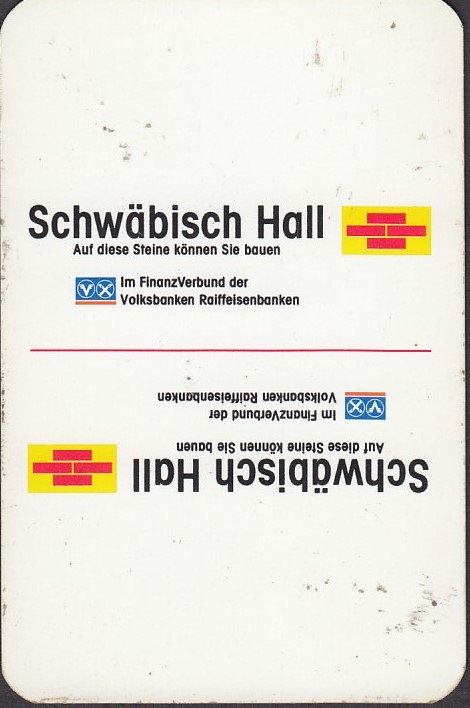 Schwäbisch Hall
Auf diese Steine können Sie bauen
Im FinanzVerbund der
Volksbanken Raiffeisenbanken
Schwäbisch Hall
Auf diese Steine können Sie bauen
Im FinanzVerbund der
Volksbanken Raiffeisenbanken